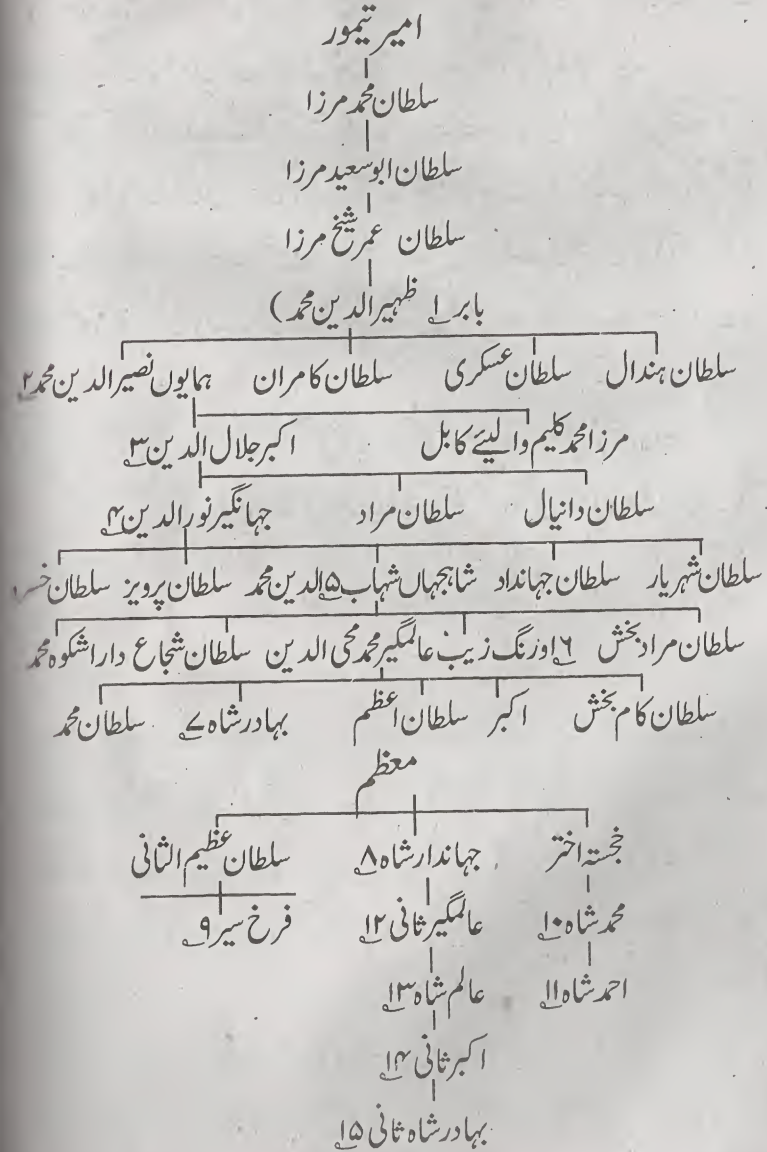 امیر تیمور
سلطان محمد مرزا
سلطان ابوسعید مرزا
سلطان عمر شیخ مرزا
بابر ۱ ظہیر الدین محمد)
سلطان ہندال سلطان عسکری سلطان کامران ہمایوں نصیر الدین محمد ۲
مرزا محمد کلیم والیئے کابل اکبر جلال الدین ۳
سلطان دانیال سلطان مراد جہانگیر نور الدین ۴
سلطان شہریار سلطان جہانداد شاہجہاں شہاب ۵ الدین محمد سلطان پرویز سلطان
سلطان مراد بخش ۶ اورنگ زیب عالمگیر محمد محی الدین سلطان شجاع داراشکوہ محمد
سلطان کام بخش اکبر سلطان اعظم بہادر شاہ ۷ سلطان محمد
معظم
خجستہ اختر جہاندار شاہ ۸ سلطان عظیم الثانی
محمد شاہ ۱۰ عالمگیر ثانی ۱۲ فرخ سیر ۹
احمد شاہ ۱۱ عالم شاہ ۱۳
اکبر ثانی ۱۴
بہادر شاہ ثانی ۱۵